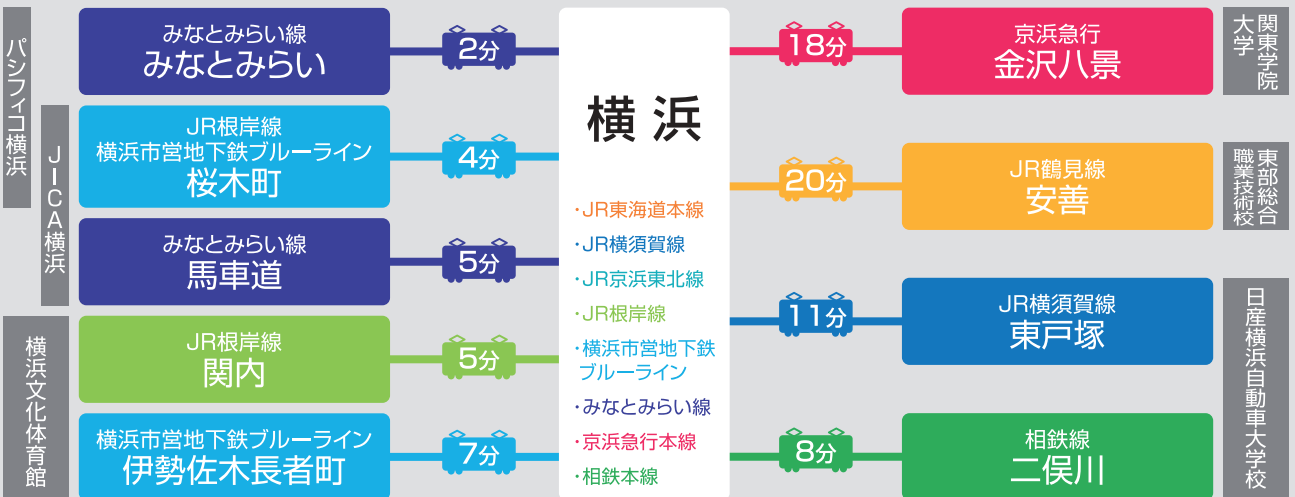 パシフィコ横浜
JICA横浜
横浜文化体育館
みなとみらい線
みなとみらい
2分
JR根岸線
横浜市営地下鉄ブルーライン
桜木町
4分
みなとみらい線
馬車道
5分
JR根岸線
関内
5分
横浜市営地下鉄ブルーライン
伊勢佐木長者町
7分
横浜
・JR東海道本線
・JR横須賀線
・JR京浜東北線
・JR根岸線
・横浜市営地下鉄
ブルーライン
・みなとみらい線
・京浜急行本線
・相鉄本線
18分
京浜急行
金沢八景
関東学院
大学
20分
JR鶴見線
安善
東部総合
職業技術校
11分
JR横須賀線
東戸塚
8分
相鉄線
二俣川
日産横浜自動車大学校